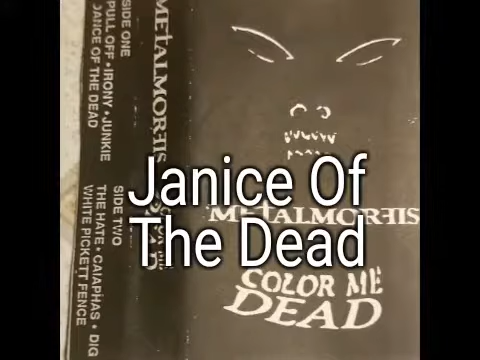 SIDE ONE
PULL OFF • IRONY • JUNKIE
JANICE OF THE DEAD
SIDE TWO
THE HATE • CAIAPHAS • DIG
WHITE PICKETT FENCE
METALMORFIS
Janice Of
The Dead
METALMORFIS
COLOR ME
DEAD